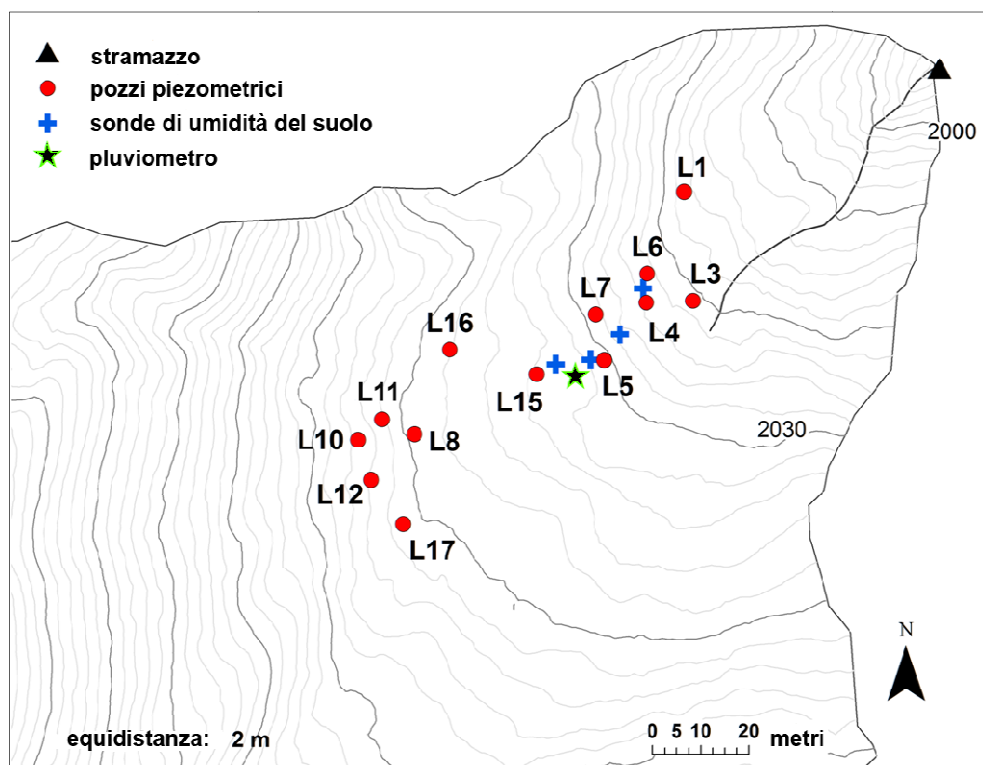 stramazzo
pozzi piezometrici
sonde di umidità del suolo
pluviometro
2000
L1
L6
L3
L7
L4
L16
L5
L15
L11
2030
L10
L8
L12
L17
N
0 5 10 20 metri
equidistanza: 2 m